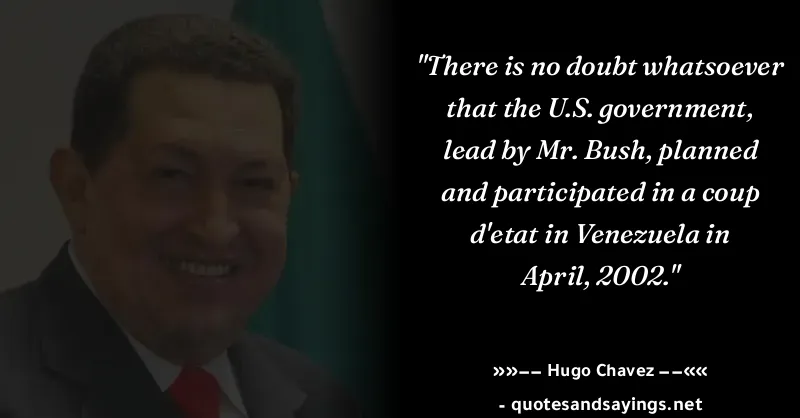 "There is no doubt whatsoever
that the U.S. government,
lead by Mr. Bush, planned
and participated in a coup
d'etat in Venezuela in
April, 2002."
»»−− Hugo Chavez −−««
- quotesandsayings.net